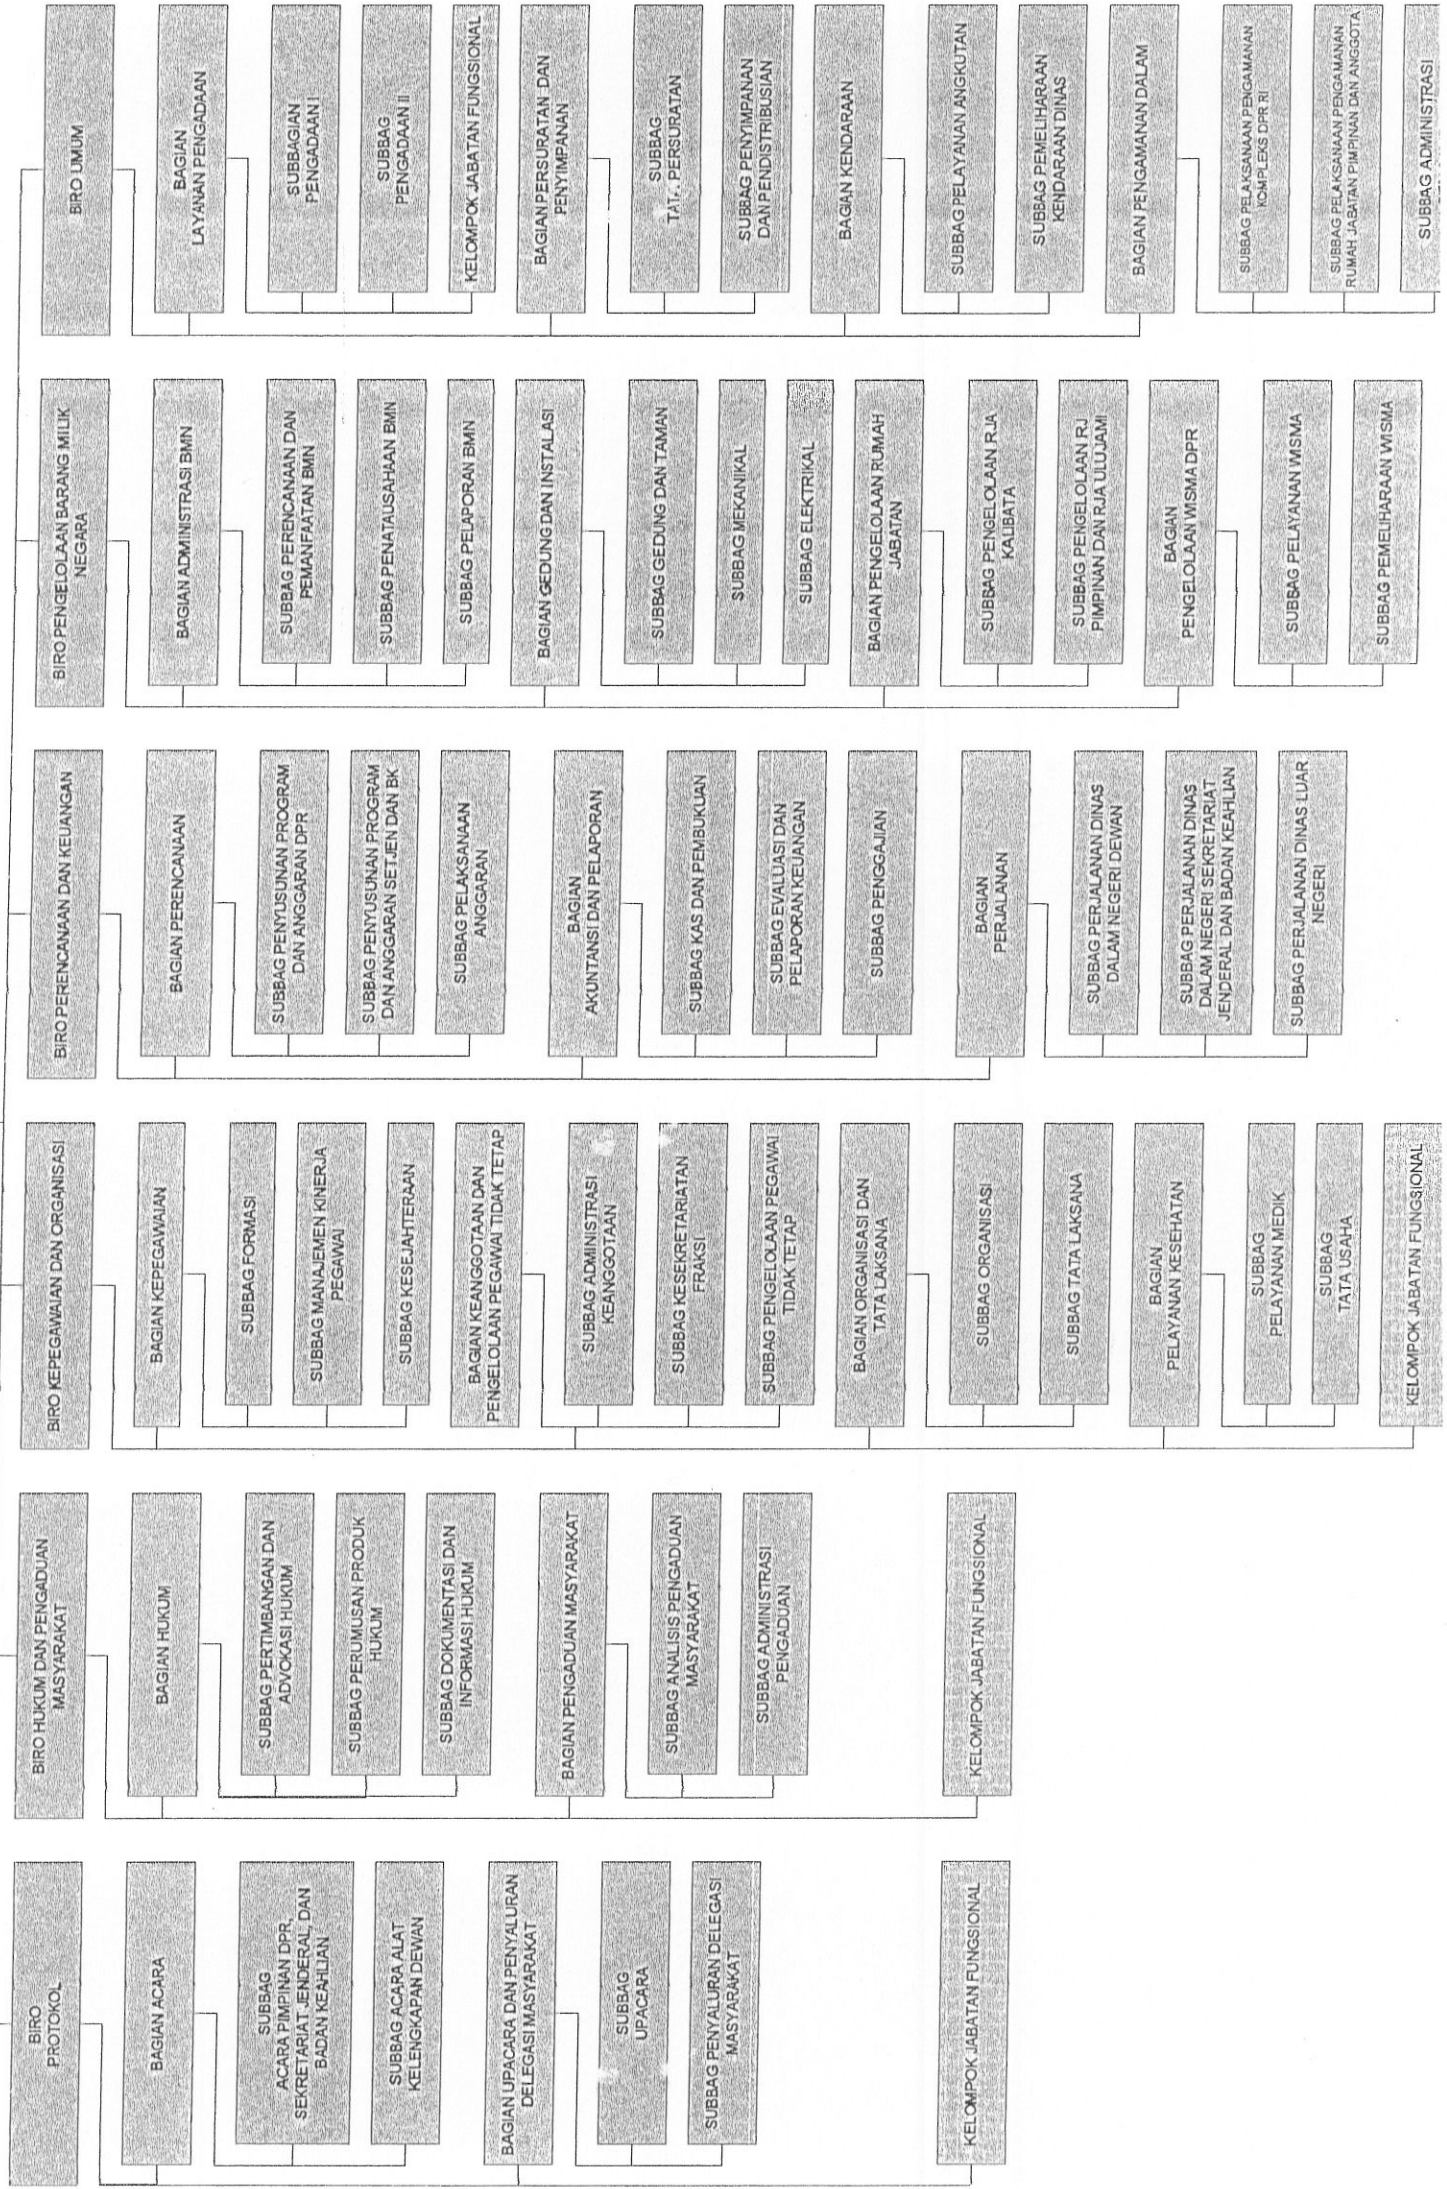 BIRO
PROTOKOL
BAGIAN ACARA
SUBBAG
ACARA PIMPINAN DPR,
SEKRETARIAT JENDERAL, DAN
BADAN KEAHLIAN
SUBBAG ACARA ALAT
KELENGKAPAN DEWAN
BAGIAN UPACARA DAN PENYALURAN
DELEGASI MASYARAKAT
SUBBAG
UPACARA
SUBBAG PENYALURAN DELEGASI
MASYARAKAT
KELOMPOK JABATAN FUNGSIONAL
BIRO HUKUM DAN PENGADUAN
MASYARAKAT
BAGIAN HUKUM
SUBBAG PERTIMBANGAN DAN
ADVOKASI HUKUM
SUBBAG PERUMUSAN PRODUK
HUKUM
SUBBAG DOKUMENTASI DAN
INFORMASI HUKUM
BAGIAN PENGADUAN MASYARAKAT
SUBBAG ANALISIS PENGADUAN
MASYARAKAT
SUBBAG ADMINISTRASI
PENGADUAN
KELOMPOK JABATAN FUNGSIONAL
BIRO KEPEGAWAIAN DAN ORGANISASI
BAGIAN KEPEGAWAIAN
SUBBAG FORMASI
SUBBAG MANAJEMEN KINERJA
PEGAWAI
SUBBAG KESEJAHTERAAN
BAGIAN KEANGGOTAAN DAN
PENGELOLAAN PEGAWAI TIDAK TETAP
SUBBAG ADMINISTRASI
KEANGGOTAAN
SUBBAG KESEKRETARIATAN
FRAKSI
SUBBAG PENGELOLAAN PEGAWAI
TIDAK TETAP
BAGIAN ORGANISASI DAN
TATA LAKSANA
SUBBAG ORGANISASI
SUBBAG TATA LAKSANA
BAGIAN
PELAYANAN KESEHATAN
SUBBAG
PELAYANAN MEDIK
SUBBAG
TATA USAHA
KELOMPOK JABATAN FUNGSIONAL
BIRO PERENCANAAN DAN KEUANGAN
BAGIAN PERENCANAAN
SUBBAG PENYUSUNAN PROGRAM
DAN ANGGARAN DPR
SUBBAG PENYUSUNAN PROGRAM
DAN ANGGARAN SETJEN DAN BK
SUBBAG PELAKSANAAN
ANGGARAN
BAGIAN
AKUNTANSI DAN PELAPORAN
SUBBAG KAS DAN PEMBUKUAN
SUBBAG EVALUASI DAN
PELAPORAN KEUANGAN
SUBBAG PENGGAJIAN
BAGIAN
PERJALANAN
SUBBAG PERJALANAN DINAS
DALAM NEGERI DEWAN
SUBBAG PERJALANAN DINAS
DALAM NEGERI SEKRETARIAT
JENDERAL DAN BADAN KEAHLIAN
SUBBAG PERJALANAN DINAS LUAR
NEGERI
BIRO PENGELOLAAN BARANG MILIK
NEGARA
BAGIAN ADMINISTRASI BMN
SUBBAG PERENCANAAN DAN
PEMANFAATAN BMN
SUBBAG PENATAUSAHAAN BMN
SUBBAG PELAPORAN BMN
BAGIAN GEDUNG DAN INSTALASI
SUBBAG GEDUNG DAN TAMAN
SUBBAG MEKANIKAL
SUBBAG ELEKTRIKAL
BAGIAN PENGELOLAAN RUMAH
JABATAN
SUBBAG PENGELOLAAN RJA
KALIBATA
SUBBAG PENGELOLAAN RJ
PIMPINAN DAN RJA ULUJAMI
BAGIAN
PENGELOLAAN WISMA DPR
SUBBAG PELAYANAN WISMA
SUBBAG PEMELIHARAAN WISMA
BIRO UMUM
BAGIAN
LAYANAN PENGADAAN
SUBBAGIAN
PENGADAAN I
SUBBAG
PENGADAAN II
KELOMPOK JABATAN FUNGSIONAL
BAGIAN PERSURATAN DAN
PENYIMPANAN
SUBBAG
TATA PERSURATAN
SUBBAG PENYIMPANAN
DAN PENDISTRIBUSIAN
BAGIAN KENDARAAN
SUBBAG PELAYANAN ANGKUTAN
SUBBAG PEMELIHARAAN
KENDARAAN DINAS
BAGIAN PENGAMANAN DALAM
SUBBAG PELAKSANAAN PENGAMANAN
KOMPLEKS DPR RI
SUBBAG PELAKSANAAN PENGAMANAN
RUMAH JABATAN PIMPINAN DAN ANGGOTA
SUBBAG ADMINISTRASI